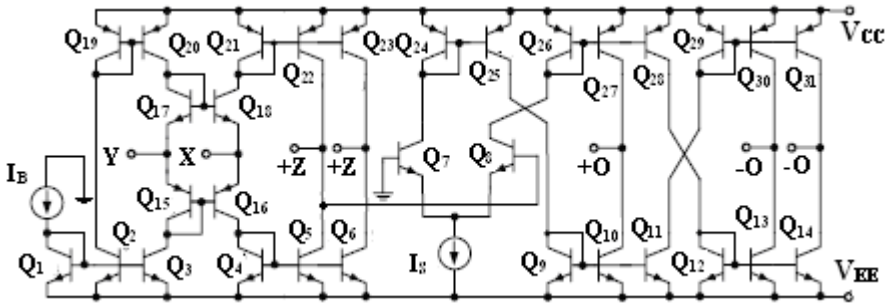 Q19 Q20 Q21 Q22 Q23 Q24 Q25 Q26 Q27 Q28 Q29 Q30 Q31 VCC
Q17 Q18
Y X +Z +Z Q7 Q8 +O -O -O
IB Q15 Q16
Q1 Q2 Q3 Q4 Q5 Q6 IS Q9 Q10 Q11 Q12 Q13 Q14 VEE